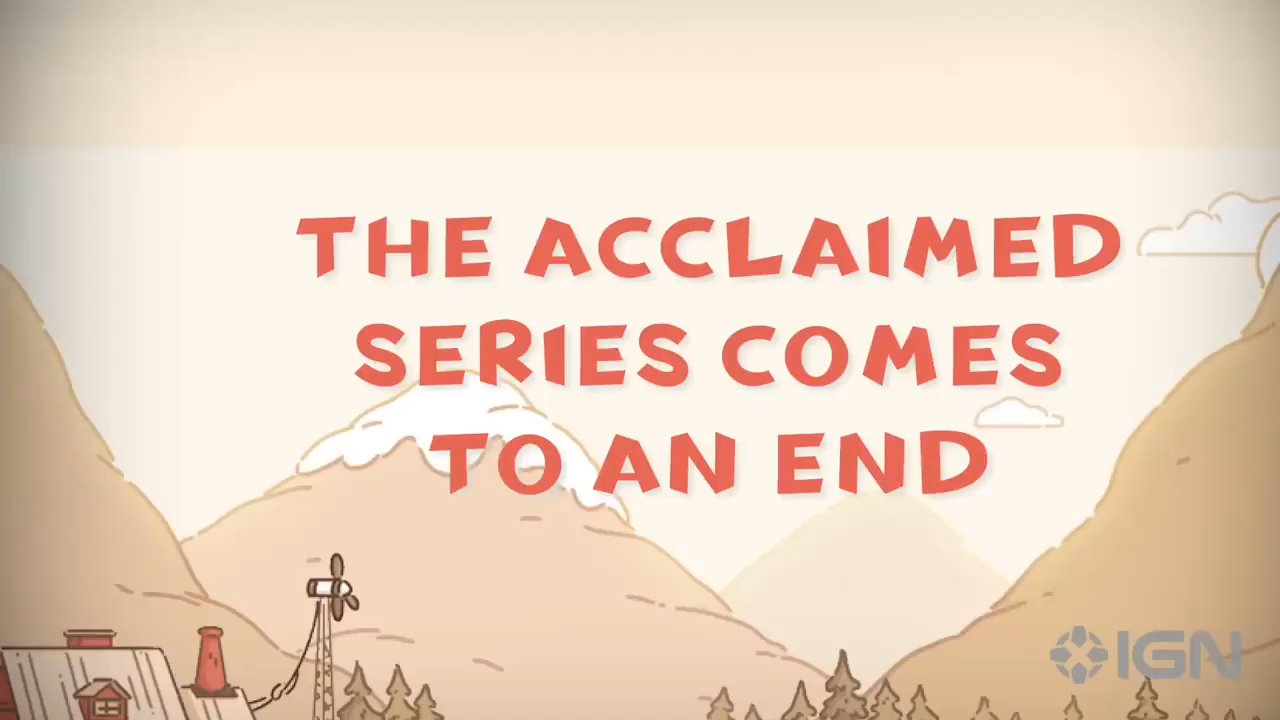 THE ACCLAIMED
SERIES COMES
TO AN END
IGN